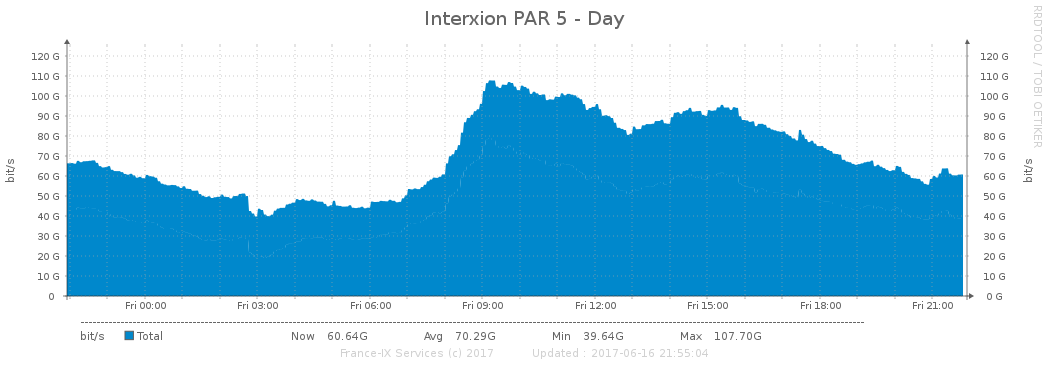 Interxion PAR 5 - Day
RRDTOOL / TOBI OETIKER
bit/s
120 G
110 G
100 G
90 G
80 G
70 G
60 G
50 G
40 G
30 G
20 G
10 G
0
120 G
110 G
100 G
90 G
80 G
70 G
60 G
50 G
40 G
30 G
20 G
10 G
0 G
bit/s
Fri 00:00 Fri 03:00 Fri 06:00 Fri 09:00 Fri 12:00 Fri 15:00 Fri 18:00 Fri 21:00
bit/s Total Now 60.64G Avg 70.29G Min 39.64G Max 107.70G
France-IX Services (c) 2017 Updated : 2017-06-16 21:55:04